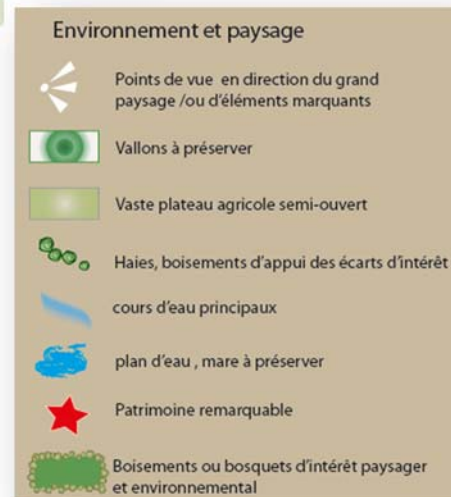 Environnement et paysage
Points de vue en direction du grand
paysage /ou d'éléments marquants
Vallons à préserver
Vaste plateau agricole semi-ouvert
Haies, boisements d'appui des écarts d'intérêt
cours d'eau principaux
plan d'eau , mare à préserver
Patrimoine remarquable
Boisements ou bosquets d'intérêt paysager
et environnemental